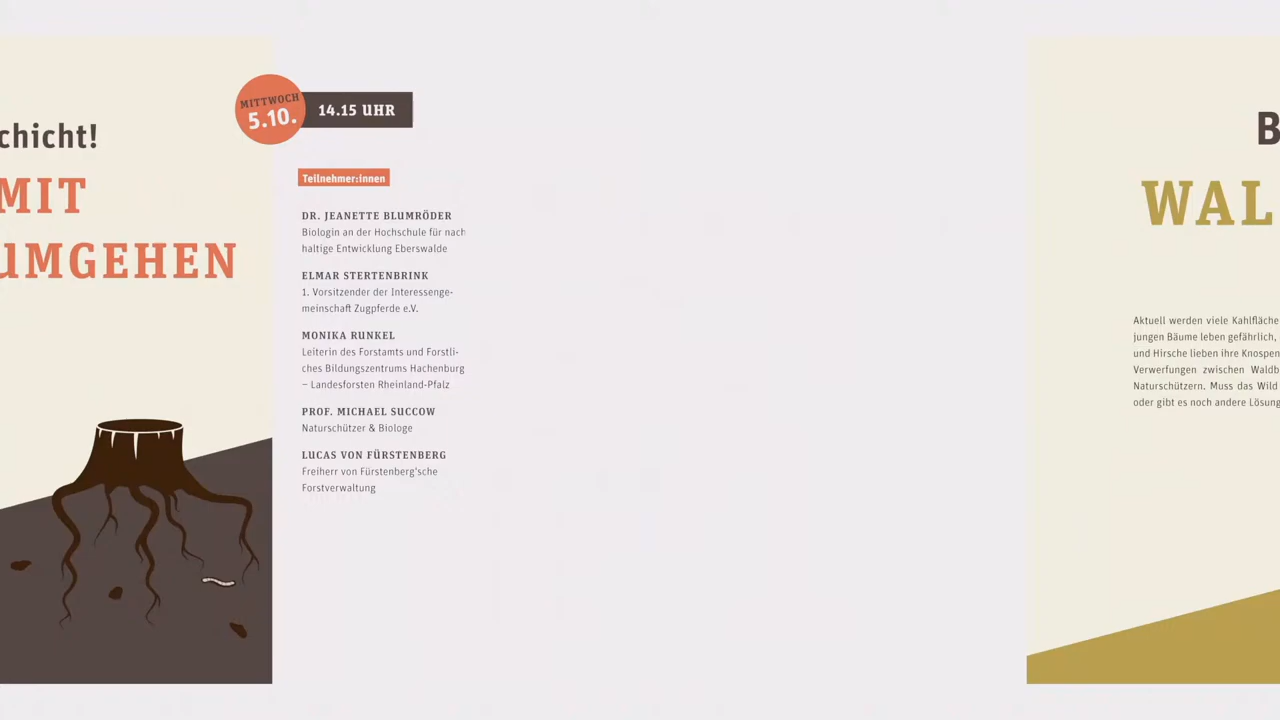 chicht!
MIT
UMGEHEN
MITTWOCH
5.10.
14.15 UHR
Teilnehmer:innen
DR. JEANETTE BLUMRÖDER
Biologin an der Hochschule für nach
haltige Entwicklung Eberswalde
ELMAR STERTENBRINK
1. Vorsitzender der Interessenge-
meinschaft Zugpferde e.V.
MONIKA RUNKEL
Leiterin des Forstamts und Forstli-
ches Bildungszentrums Hachenburg
– Landesforsten Rheinland-Pfalz
PROF. MICHAEL SUCCOW
Naturschützer & Biologe
LUCAS VON FÜRSTENBERG
Freiherr von Fürstenberg'sche
Forstverwaltung
B
WAL
Aktuell werden viele Kahlfläche
jungen Bäume leben gefährlich,
und Hirsche lieben ihre Knospen
Verwerfungen zwischen Waldb
Naturschützern. Muss das Wild
oder gibt es noch andere Lösung